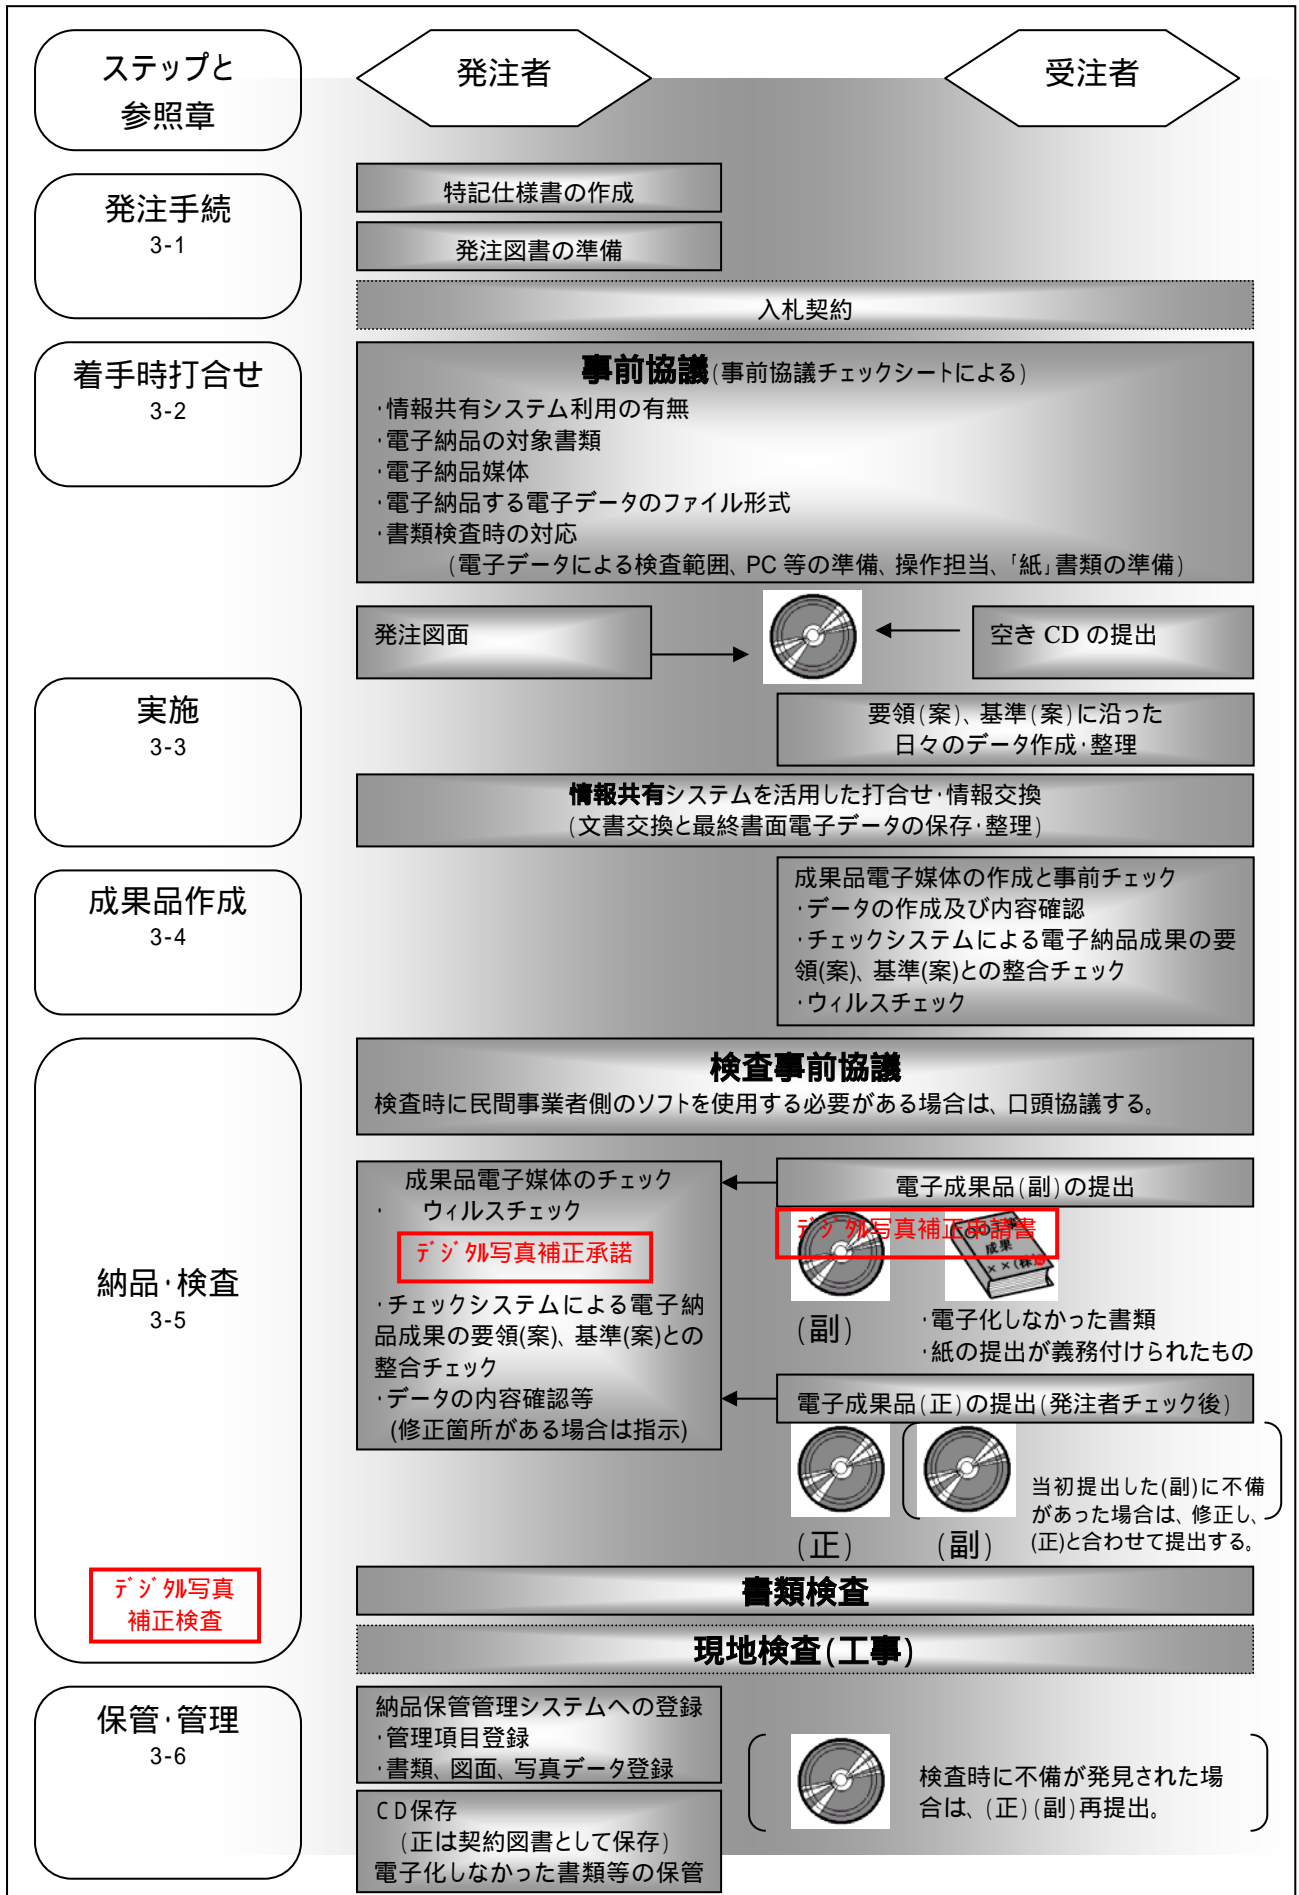 ステップと
参照章
発注者
受注者
発注手続
3-1
特記仕様書の作成
発注図書の準備
入札契約
着手時打合せ
3-2
事前協議(事前協議チェックシートによる)
・情報共有システム利用の有無
・電子納品の対象書類
・電子納品媒体
・電子納品する電子データのファイル形式
・書類検査時の対応
(電子データによる検査範囲、PC 等の準備、操作担当、「紙」書類の準備)
発注図面
空き CD の提出
実施
3-3
要領(案)、基準(案)に沿った
日々のデータ作成・整理
情報共有システムを活用した打合せ・情報交換
(文書交換と最終書面電子データの保存・整理)
成果品作成
3-4
成果品電子媒体の作成と事前チェック
・データの作成及び内容確認
・チェックシステムによる電子納品成果の要
領(案)、基準(案)との整合チェック
・ウィルスチェック
納品・検査
3-5
検査事前協議
検査時に民間事業者側のソフトを使用する必要がある場合は、口頭協議する。
成果品電子媒体のチェック
・ ウィルスチェック
デジタル写真補正承諾
・チェックシステムによる電子納
品成果の要領(案)、基準(案)との
整合チェック
・データの内容確認等
(修正箇所がある場合は指示)
電子成果品(副)の提出
デジタル写真補正申請書
成果
××(株)
(副)
・電子化しなかった書類
・紙の提出が義務付けられたもの
電子成果品(正)の提出(発注者チェック後)
(正)
(副)
当初提出した(副)に不備
があった場合は、修正し、
(正)と合わせて提出する。
デジタル写真
補正検査
書類検査
現地検査(工事)
保管・管理
3-6
納品保管管理システムへの登録
・管理項目登録
・書類、図面、写真データ登録
CD保存
(正は契約図書として保存)
電子化しなかった書類等の保管
検査時に不備が発見された場
合は、(正)(副)再提出。